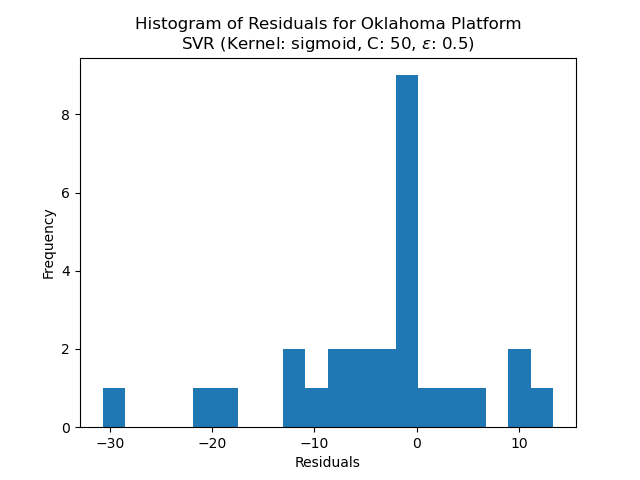 Histogram of Residuals for Oklahoma Platform
SVR (Kernel: sigmoid, C: 50, ε: 0.5)
8
6
4
2
0
Frequency
−30
−20
−10
0
10
Residuals